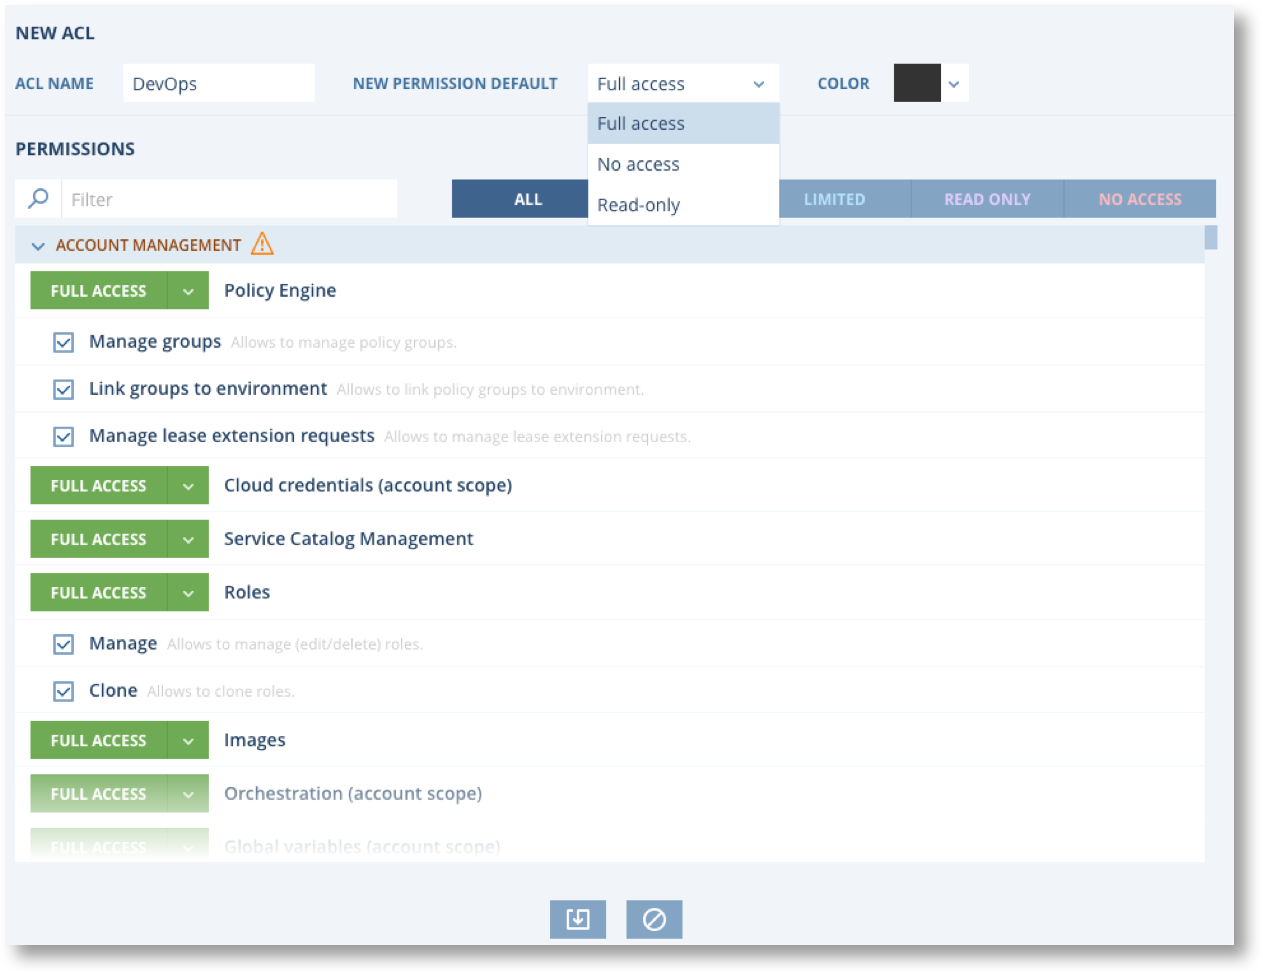 NEW ACL
ACL NAME DevOps NEW PERMISSION DEFAULT Full access COLOR
Full access
No access
Read-only
PERMISSIONS
Filter ALL LIMITED READ ONLY NO ACCESS
ACCOUNT MANAGEMENT
FULL ACCESS Policy Engine
Manage groups Allows to manage policy groups.
Link groups to environment Allows to link policy groups to environment.
Manage lease extension requests Allows to manage lease extension requests.
FULL ACCESS Cloud credentials (account scope)
FULL ACCESS Service Catalog Management
FULL ACCESS Roles
Manage Allows to manage (edit/delete) roles.
Clone Allows to clone roles.
FULL ACCESS Images
FULL ACCESS Orchestration (account scope)
FULL ACCESS Global variables (account scope)